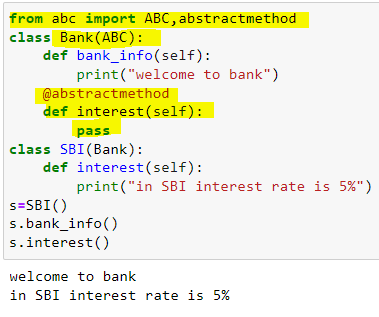 from abc import ABC,abstractmethod
class Bank(ABC):
    def bank_info(self):
        print("welcome to bank")
    @abstractmethod
    def interest(self):
        pass
class SBI(Bank):
    def interest(self):
        print("in SBI interest rate is 5%")
s=SBI()
s.bank_info()
s.interest()
welcome to bank
in SBI interest rate is 5%